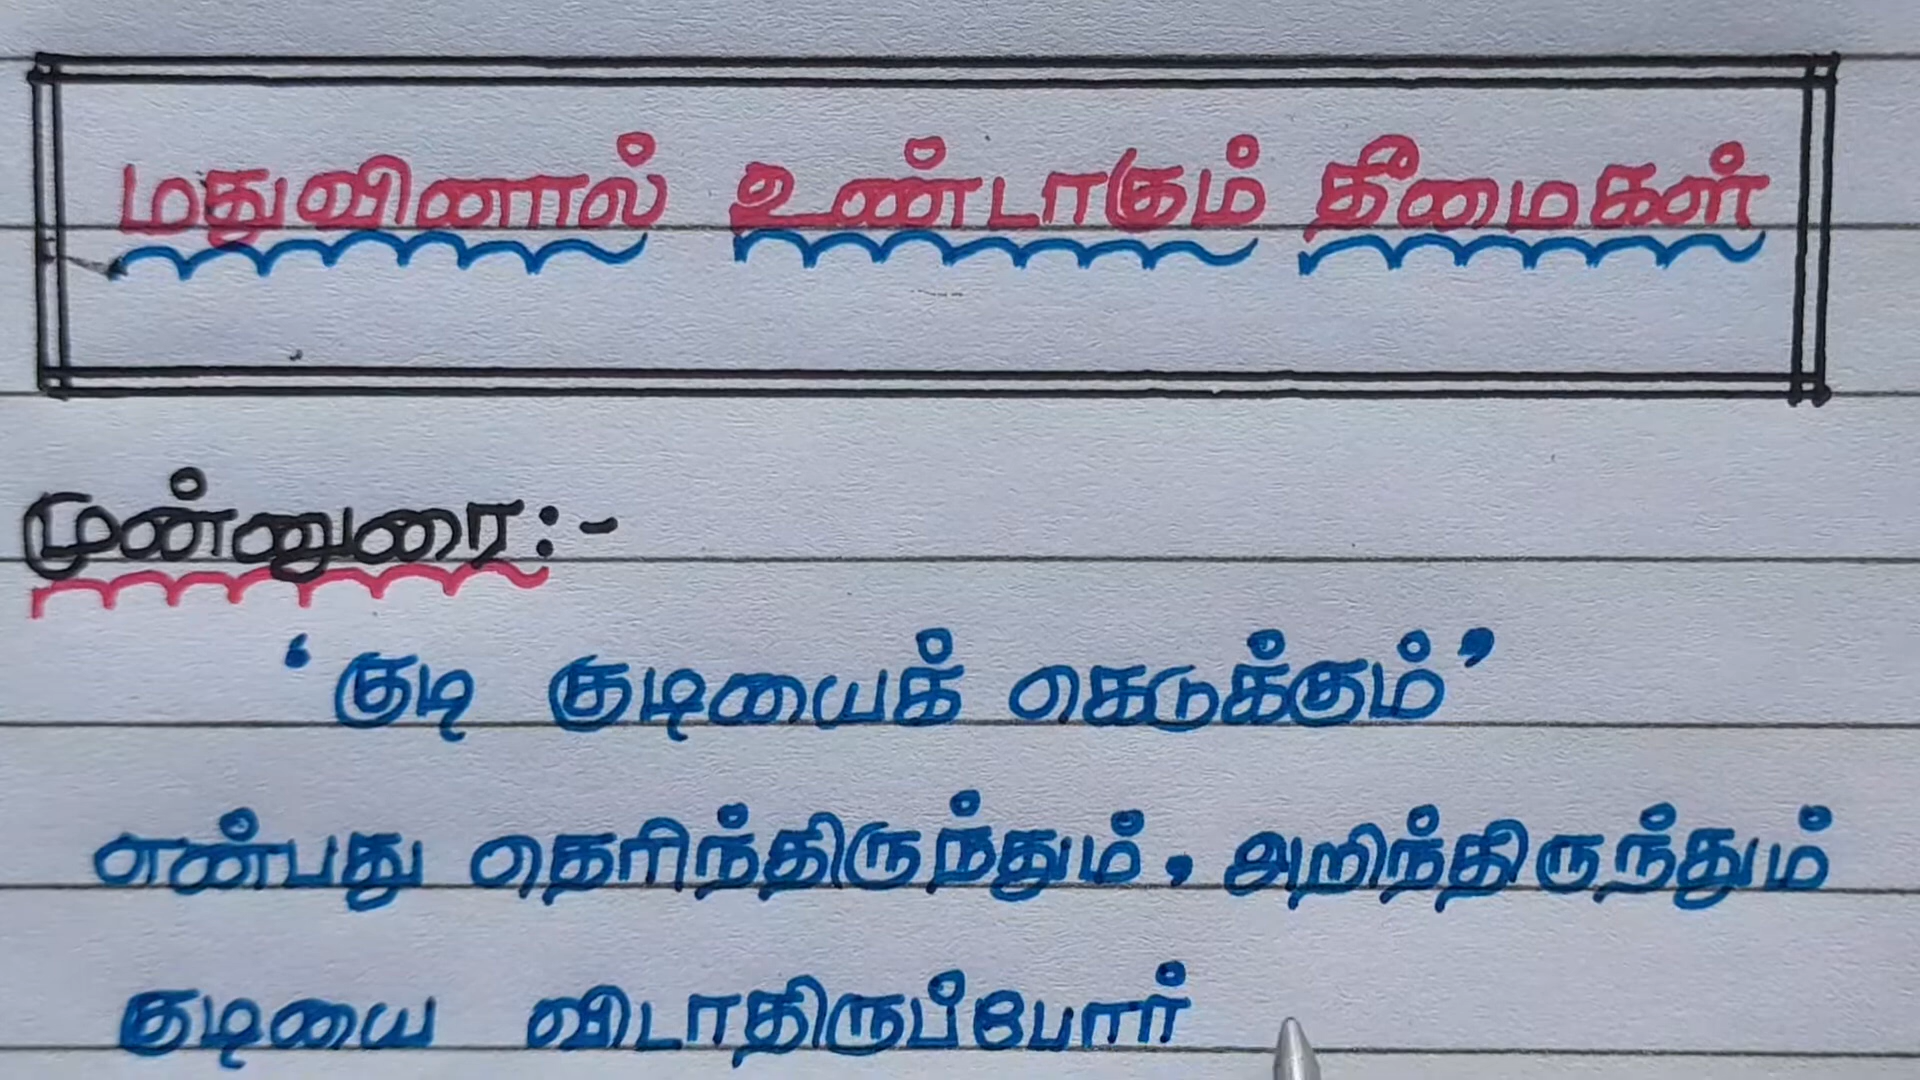 மதுவினால் உண்டாகும் தீமைகள்
முன்னுரை:-
‘குடி குடியைக் கெடுக்கும்’
என்பது தெரிந்திருந்தும், அறிந்திருந்தும்
குடியை விடாதிருப்போர்